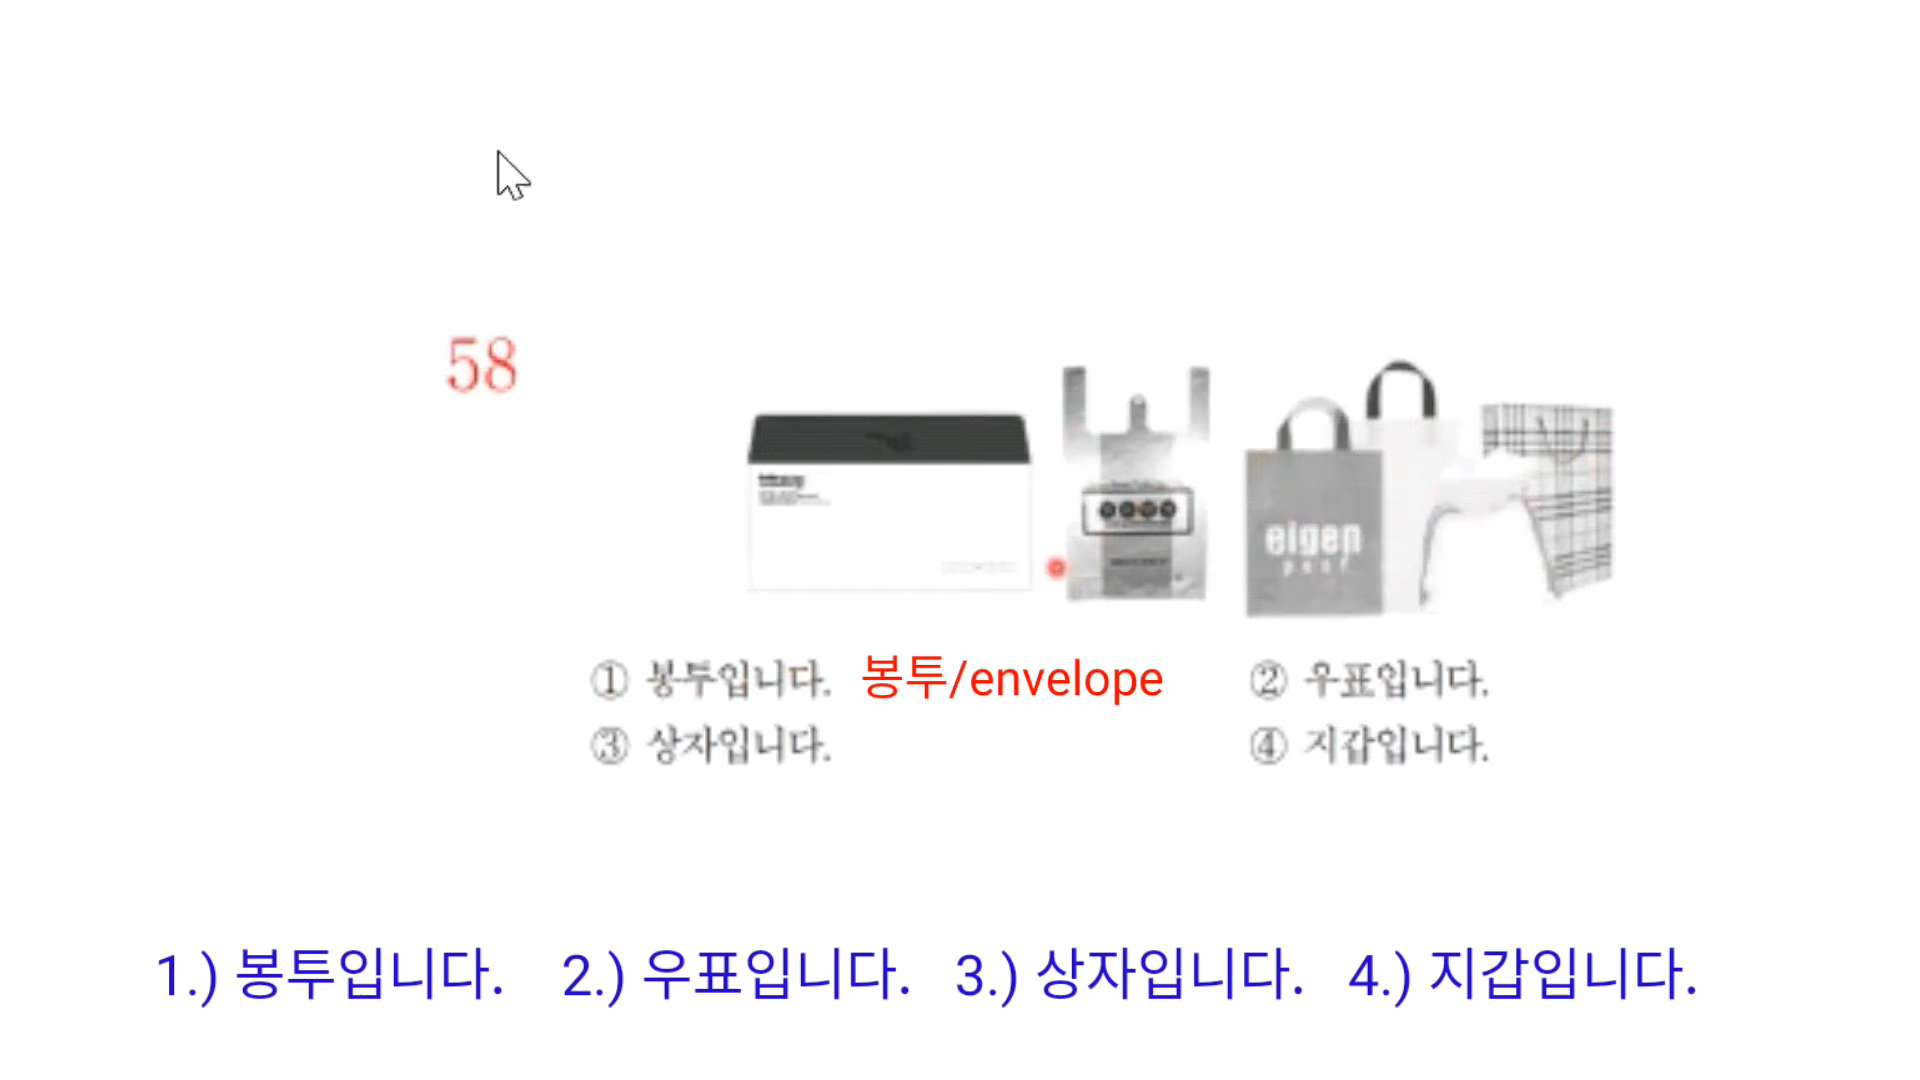 58
eigen
① 봉투입니다. 봉투/envelope ② 우표입니다.
③ 상자입니다. ④ 지갑입니다.
1.) 봉투입니다. 2.) 우표입니다. 3.) 상자입니다. 4.) 지갑입니다.